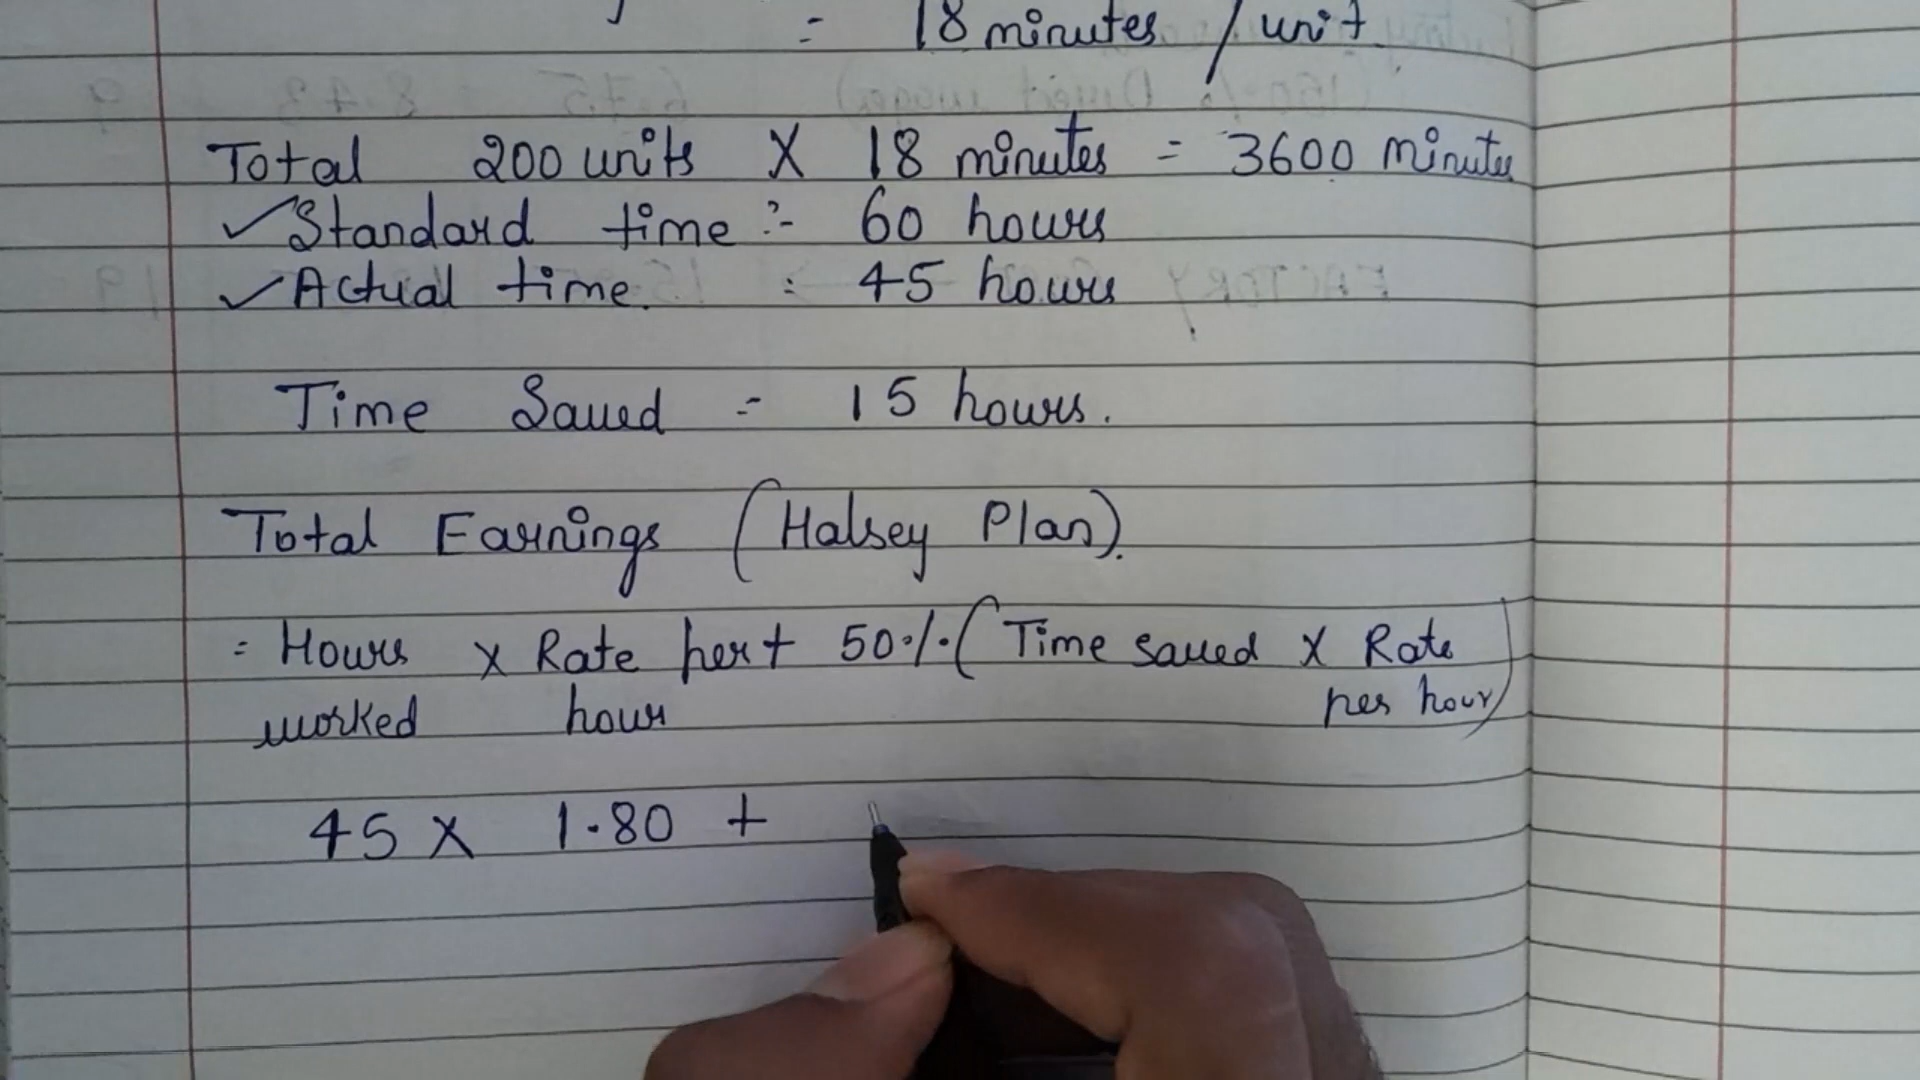 = 18 minutes / unit
Total 200 units X 18 minutes = 3600 minutes
✓ Standard time :- 60 hours
✓ Actual time. : 45 hours
Time Saved = 15 hours.
Total Earnings (Halsey Plan).
= Hours x Rate per + 50% (Time saved X Rate
worked hour per hour)
45 x 1.80 +